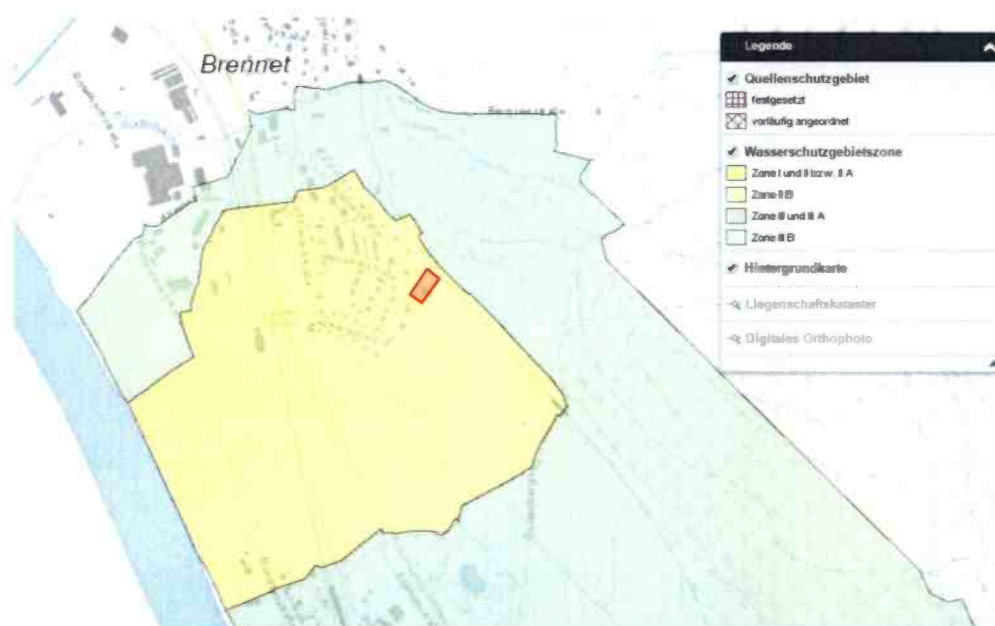 Brennet
Legende
Quellenschutzgebiet
festgesetzt
vorläufig angeordnet
Wasserschutzgebietszone
Zone I und II bzw. II A
Zone II B
Zone III und III A
Zone III B
Hintergrundkarte
Liegenschaftskataster
Digitales Orthophoto